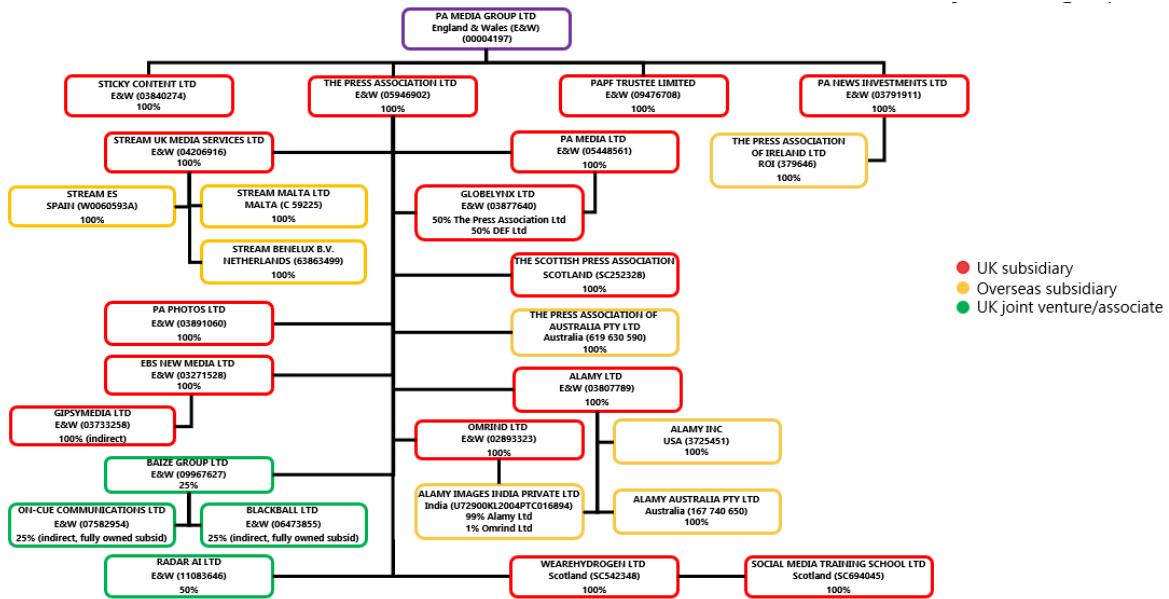 PA MEDIA GROUP LTD
England & Wales (E&W)
(00004197)
STICKY CONTENT LTD
E&W (03840274)
100%
THE PRESS ASSOCIATION LTD
E&W (05946902)
100%
PAPF TRUSTEE LIMITED
E&W (09476708)
100%
PA NEWS INVESTMENTS LTD
E&W (03791911)
100%
STREAM UK MEDIA SERVICES LTD
E&W (04206916)
100%
PA MEDIA LTD
E&W (05448561)
100%
THE PRESS ASSOCIATION
OF IRELAND LTD
ROI (379646)
100%
STREAM ES
SPAIN (W0060593A)
100%
STREAM MALTA LTD
MALTA (C 59225)
100%
GLOBELYNX LTD
E&W (03877640)
50% The Press Association Ltd
50% DEF Ltd
STREAM BENELUX B.V.
NETHERLANDS (63863499)
100%
THE SCOTTISH PRESS ASSOCIATION
SCOTLAND (SC252328)
100%
UK subsidiary
Overseas subsidiary
UK joint venture/associate
PA PHOTOS LTD
E&W (03891060)
100%
THE PRESS ASSOCIATION OF
AUSTRALIA PTY LTD
Australia (619 630 590)
100%
EBS NEW MEDIA LTD
E&W (03271528)
100%
ALAMY LTD
E&W (03807789)
100%
GIPSYMEDIA LTD
E&W (03733258)
100% (indirect)
OMRIND LTD
E&W (02893323)
100%
ALAMY INC
USA (3725451)
100%
BAIZE GROUP LTD
E&W (09967627)
25%
ALAMY IMAGES INDIA PRIVATE LTD
India (U72900KL2004PTC016894)
99% Alamy Ltd
1% Omrind Ltd
ALAMY AUSTRALIA PTY LTD
Australia (167 740 650)
100%
ON-CUE COMMUNICATIONS LTD
E&W (07582954)
25% (indirect, fully owned subsid)
BLACKBALL LTD
E&W (06473855)
25% (indirect, fully owned subsid)
RADAR AI LTD
E&W (11083646)
50%
WEAREHYDROGEN LTD
Scotland (SC542348)
100%
SOCIAL MEDIA TRAINING SCHOOL LTD
Scotland (SC694045)
100%